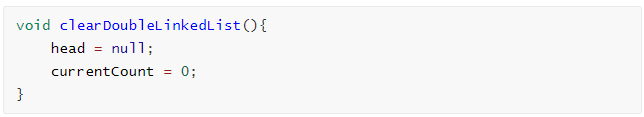 void clearDoubleLinkedList(){
    head = null;
    currentCount = 0;
}